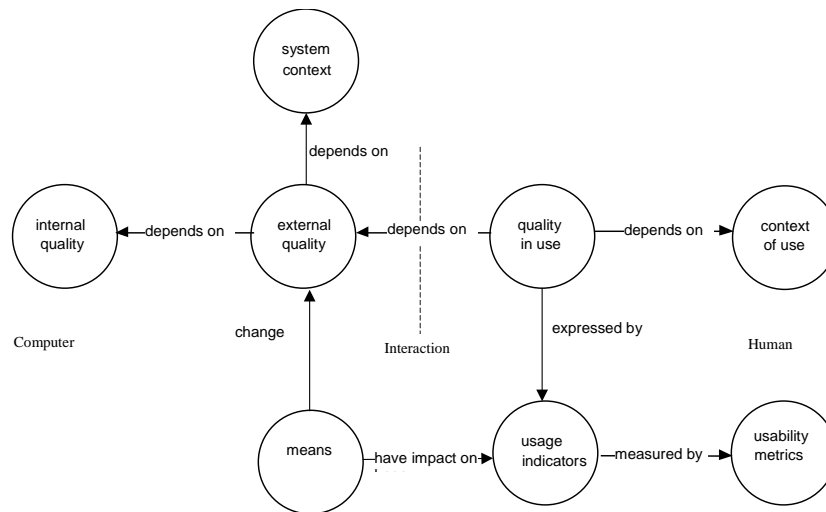 system
context
depends on
internal
quality
depends on
external
quality
depends on
quality
in use
depends on
context
of use
change
expressed by
Computer
Interaction
Human
means
have impact on
usage
indicators
measured by
usability
metrics